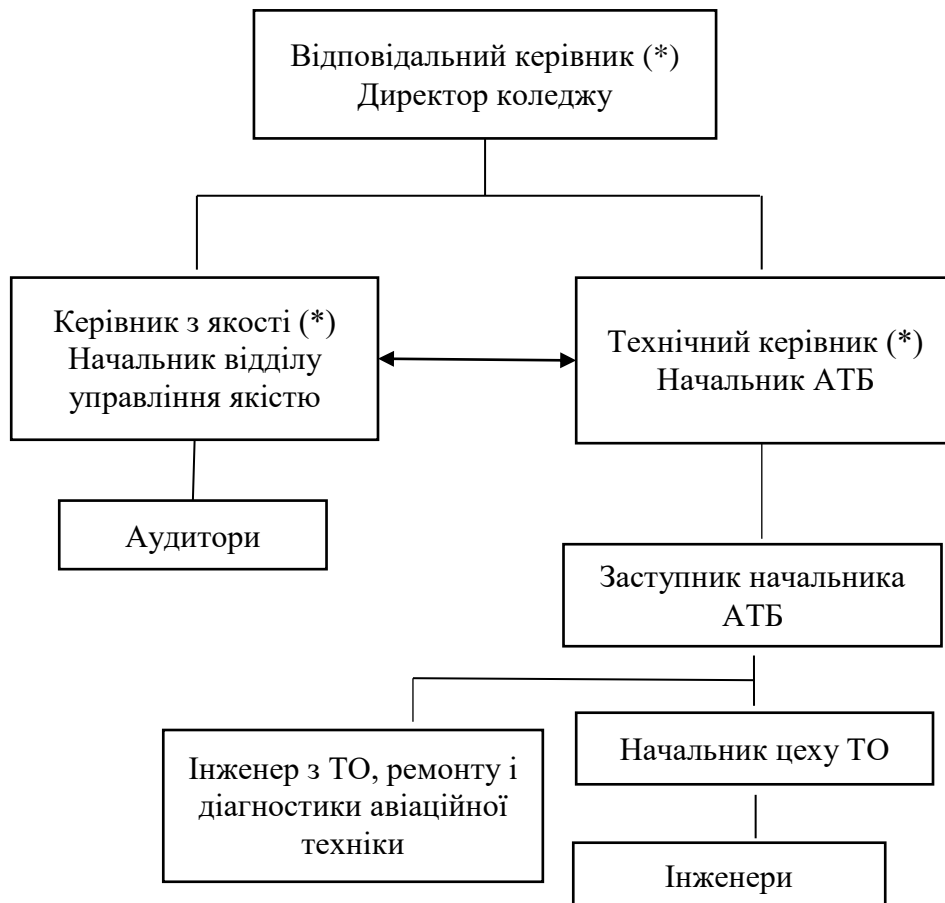 Відповідальний керівник (*)
Директор коледжу
Керівник з якості (*)
Начальник відділу
управління якістю
Технічний керівник (*)
Начальник АТБ
Аудитори
Заступник начальника
АТБ
Інженер з ТО, ремонту і
діагностики авіаційної
техніки
Начальник цеху ТО
Інженери